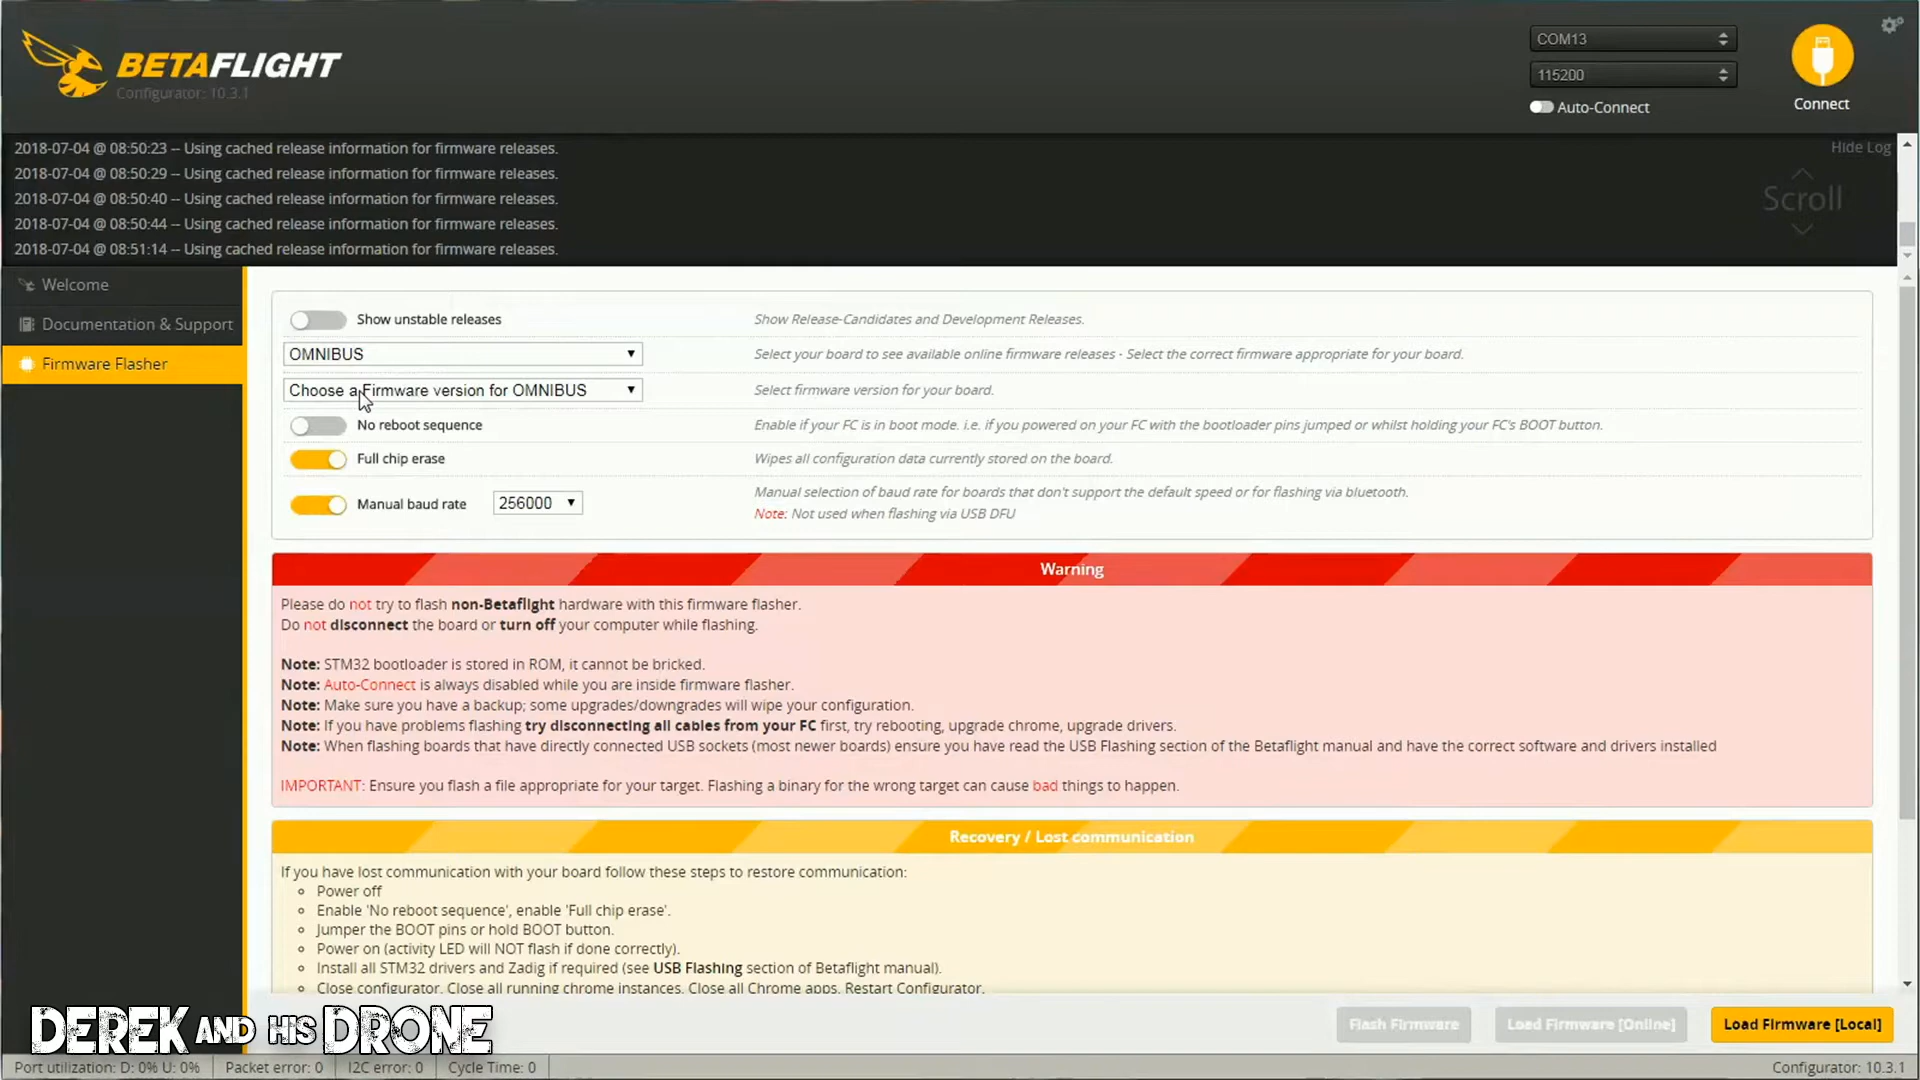 BETAFLIGHT
Configurator: 10.3.1
COM13
115200
Auto-Connect
Connect
2018-07-04 @ 08:50:23 -- Using cached release information for firmware releases.
2018-07-04 @ 08:50:29 -- Using cached release information for firmware releases.
2018-07-04 @ 08:50:40 -- Using cached release information for firmware releases.
2018-07-04 @ 08:50:44 -- Using cached release information for firmware releases.
2018-07-04 @ 08:51:14 -- Using cached release information for firmware releases.
Hide Log
Scroll
Welcome
Documentation & Support
Firmware Flasher
Show unstable releases
Show Release-Candidates and Development Releases.
OMNIBUS
Select your board to see available online firmware releases - Select the correct firmware appropriate for your board.
Choose a Firmware version for OMNIBUS
Select firmware version for your board.
No reboot sequence
Enable if your FC is in boot mode. i.e. if you powered on your FC with the bootloader pins jumped or whilst holding your FC's BOOT button.
Full chip erase
Wipes all configuration data currently stored on the board.
Manual baud rate
256000
Manual selection of baud rate for boards that don't support the default speed or for flashing via bluetooth.
Note: Not used when flashing via USB DFU
Warning
Please do not try to flash non-Betaflight hardware with this firmware flasher.
Do not disconnect the board or turn off your computer while flashing.
Note: STM32 bootloader is stored in ROM, it cannot be bricked.
Note: Auto-Connect is always disabled while you are inside firmware flasher.
Note: Make sure you have a backup; some upgrades/downgrades will wipe your configuration.
Note: If you have problems flashing try disconnecting all cables from your FC first, try rebooting, upgrade chrome, upgrade drivers.
Note: When flashing boards that have directly connected USB sockets (most newer boards) ensure you have read the USB Flashing section of the Betaflight manual and have the correct software and drivers installed
IMPORTANT: Ensure you flash a file appropriate for your target. Flashing a binary for the wrong target can cause bad things to happen.
Recovery / Lost communication
If you have lost communication with your board follow these steps to restore communication:
Power off
Enable 'No reboot sequence', enable 'Full chip erase'.
Jumper the BOOT pins or hold BOOT button.
Power on (activity LED will NOT flash if done correctly).
Install all STM32 drivers and Zadig if required (see USB Flashing section of Betaflight manual).
Close configurator, Close all running chrome instances, Close all Chrome apps, Restart Configurator.
DEREK AND HIS DRONE
Flash Firmware
Load Firmware [Online]
Load Firmware [Local]
Port utilization: D: 0% U: 0%
Packet error: 0
I2C error: 0
Cycle Time: 0
Configurator: 10.3.1